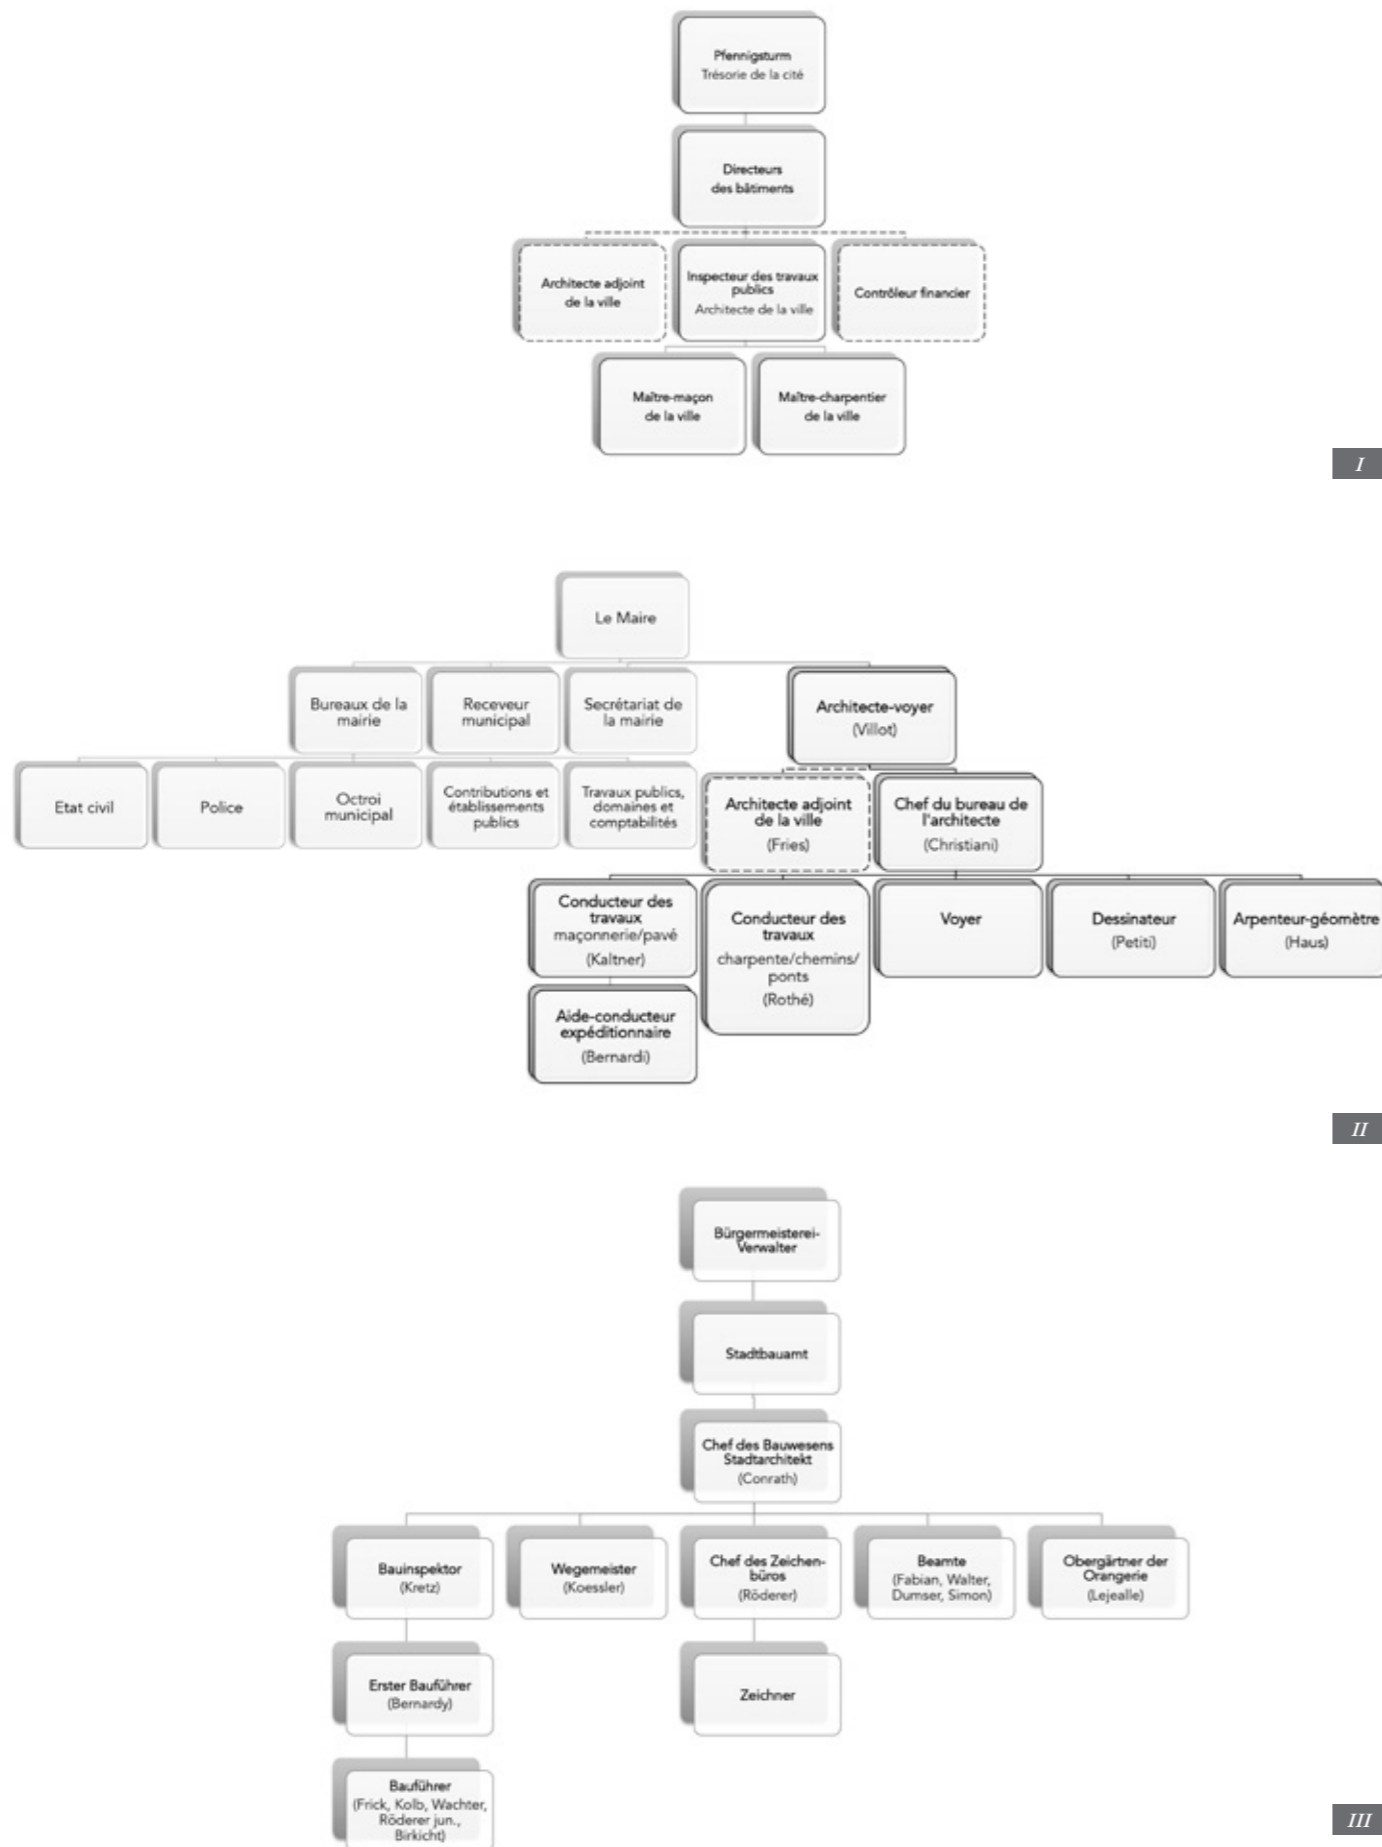 Pfennigsturm
Trésorie de la cité
Directeurs
des bâtiments
Architecte adjoint
de la ville
Inspecteur des travaux
publics
Architecte de la ville
Contrôleur financier
Maître-maçon
de la ville
Maître-charpentier
de la ville
I
Le Maire
Bureaux de la
mairie
Receveur
municipal
Secrétariat de
la mairie
Architecte-voyer
(Villot)
Etat civil
Police
Octroi
municipal
Contributions et
établissements
publics
Travaux publics,
domaines et
comptabilités
Architecte adjoint
de la ville
(Fries)
Chef du bureau de
l'architecte
(Christiani)
Conducteur des
travaux
maçonnerie/pavé
(Kaltner)
Conducteur des
travaux
charpente/chemins/
ponts
(Rothé)
Voyer
Dessinateur
(Petiti)
Arpenteur-géomètre
(Haus)
Aide-conducteur
expéditionnaire
(Bernardi)
II
Bürgermeisterei-
Verwalter
Stadtbauamt
Chef des Bauwesens
Stadtarchitekt
(Conrath)
Bauinspektor
(Kretz)
Wegemeister
(Koessler)
Chef des Zeichen-
büros
(Röderer)
Beamte
(Fabian, Walter,
Dumser, Simon)
Obergärtner der
Orangerie
(Lejealle)
Erster Bauführer
(Bernardy)
Zeichner
Bauführer
(Frick, Kolb, Wachter,
Röderer jun.,
Birkicht)
III